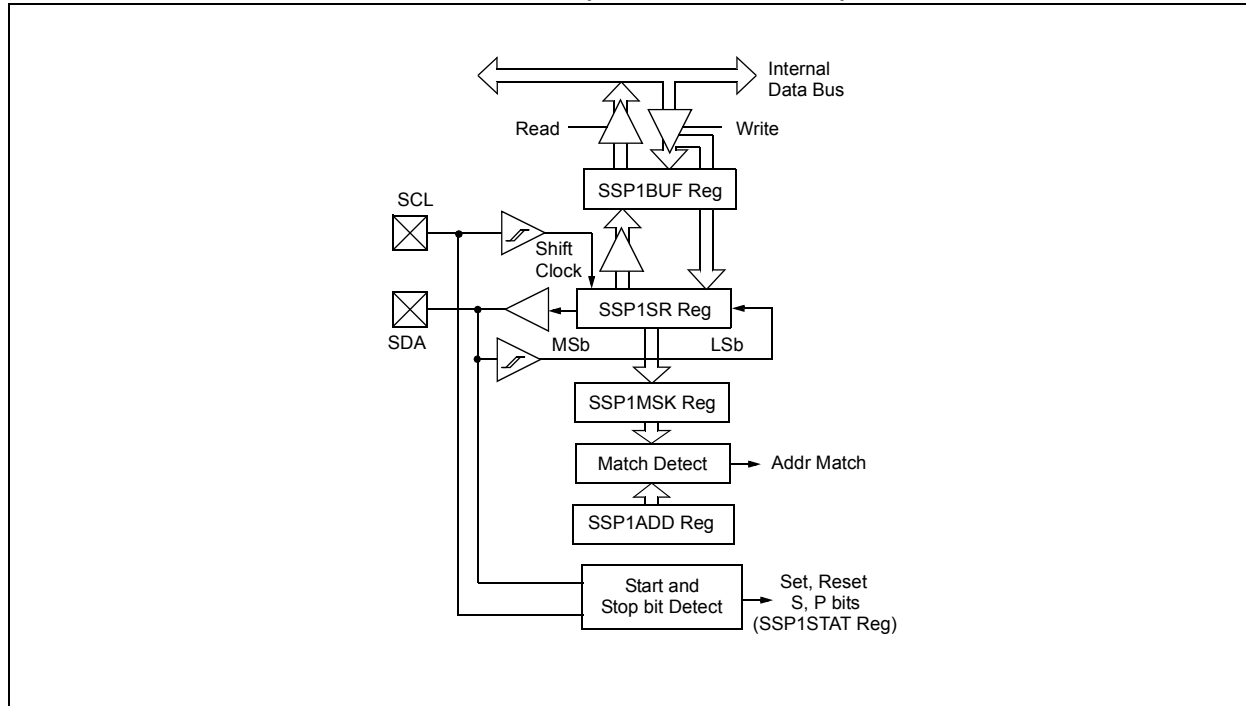 Internal
Data Bus
Read
Write
SSP1BUF Reg
SCL
Shift
Clock
SSP1SR Reg
SDA
MSb
LSb
SSP1MSK Reg
Match Detect
Addr Match
SSP1ADD Reg
Start and
Stop bit Detect
Set, Reset
S, P bits
(SSP1STAT Reg)